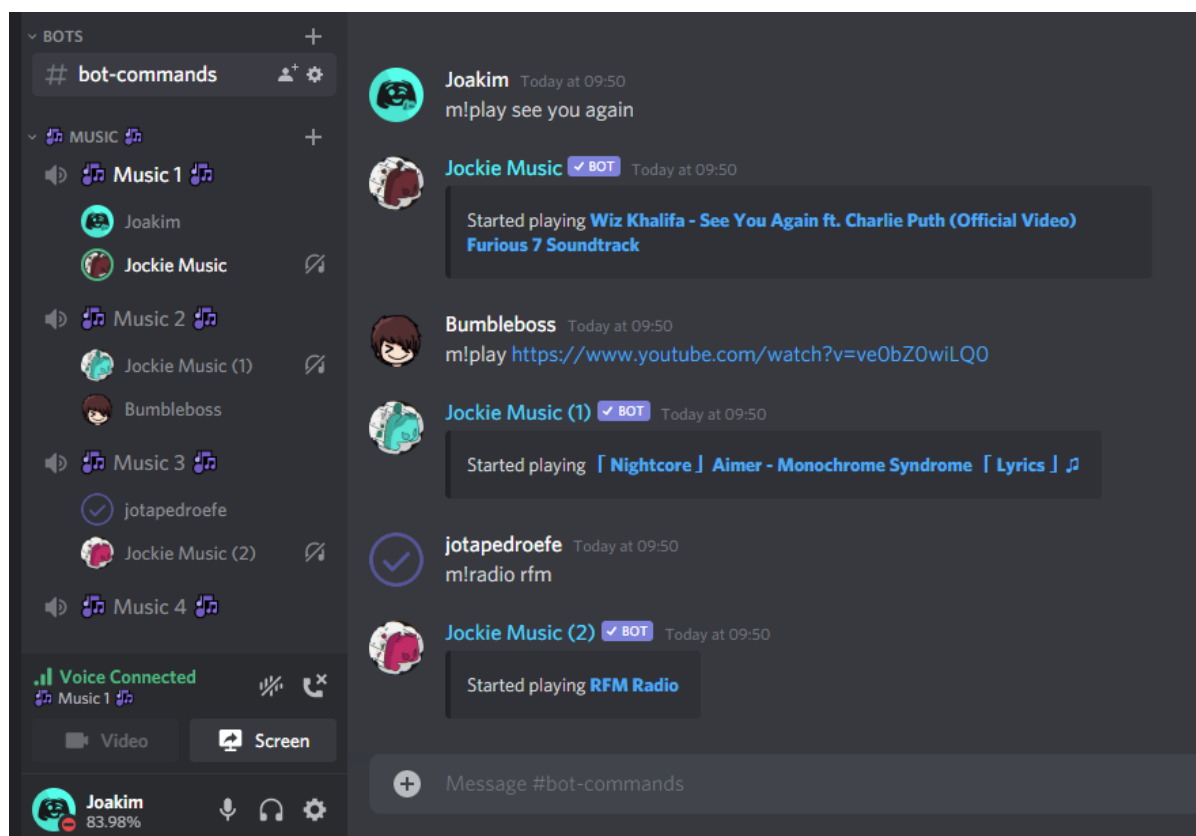 BOTS
# bot-commands
MUSIC
Music 1
Joakim
Jockie Music
Music 2
Jockie Music (1)
Bumbleboss
Music 3
jotapedroefe
Jockie Music (2)
Music 4
Voice Connected
Music 1
Video
Screen
Joakim
83.98%
Joakim Today at 09:50
m!play see you again
Jockie Music BOT Today at 09:50
Started playing Wiz Khalifa - See You Again ft. Charlie Puth (Official Video)
Furious 7 Soundtrack
Bumbleboss Today at 09:50
m!play https://www.youtube.com/watch?v=ve0bZ0wiLQ0
Jockie Music (1) BOT Today at 09:50
Started playing 「 Nightcore 」 Aimer - Monochrome Syndrome 「 Lyrics 」 ♫
jotapedroefe Today at 09:50
m!radio rfm
Jockie Music (2) BOT Today at 09:50
Started playing RFM Radio
Message #bot-commands